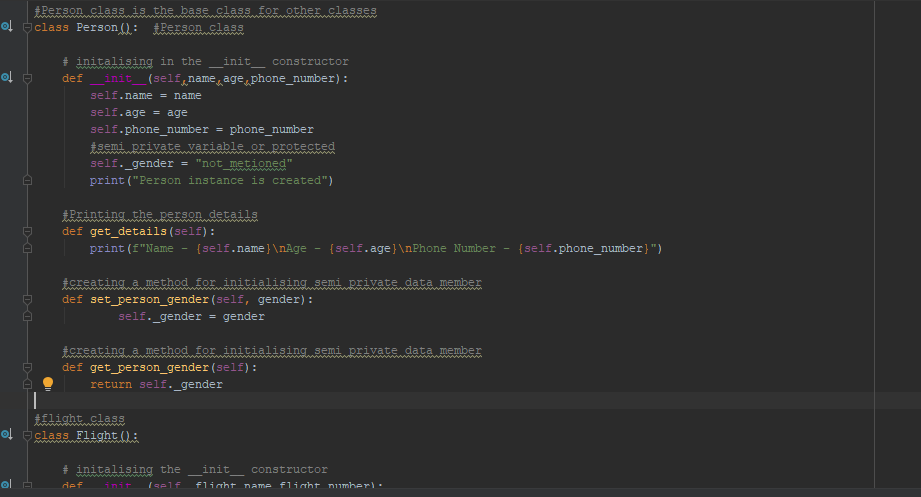 #Person class is the base class for other classes
class Person():  #Person class
# initalising in the __init__ constructor
def __init__(self,name,age,phone_number):
self.name = name
self.age = age
self.phone_number = phone_number
#semi private variable or protected
self._gender = "not_metioned"
print("Person instance is created")
#Printing the person details
def get_details(self):
print(f"Name - {self.name}\nAge - {self.age}\nPhone Number - {self.phone_number}")
#creating a method for initialising semi private data member
def set_person_gender(self, gender):
self._gender = gender
#creating a method for initialising semi private data member
def get_person_gender(self):
return self._gender
#flight class
class Flight():
# initalising the __init__ constructor
def __init__(self, flight_name,flight_number):